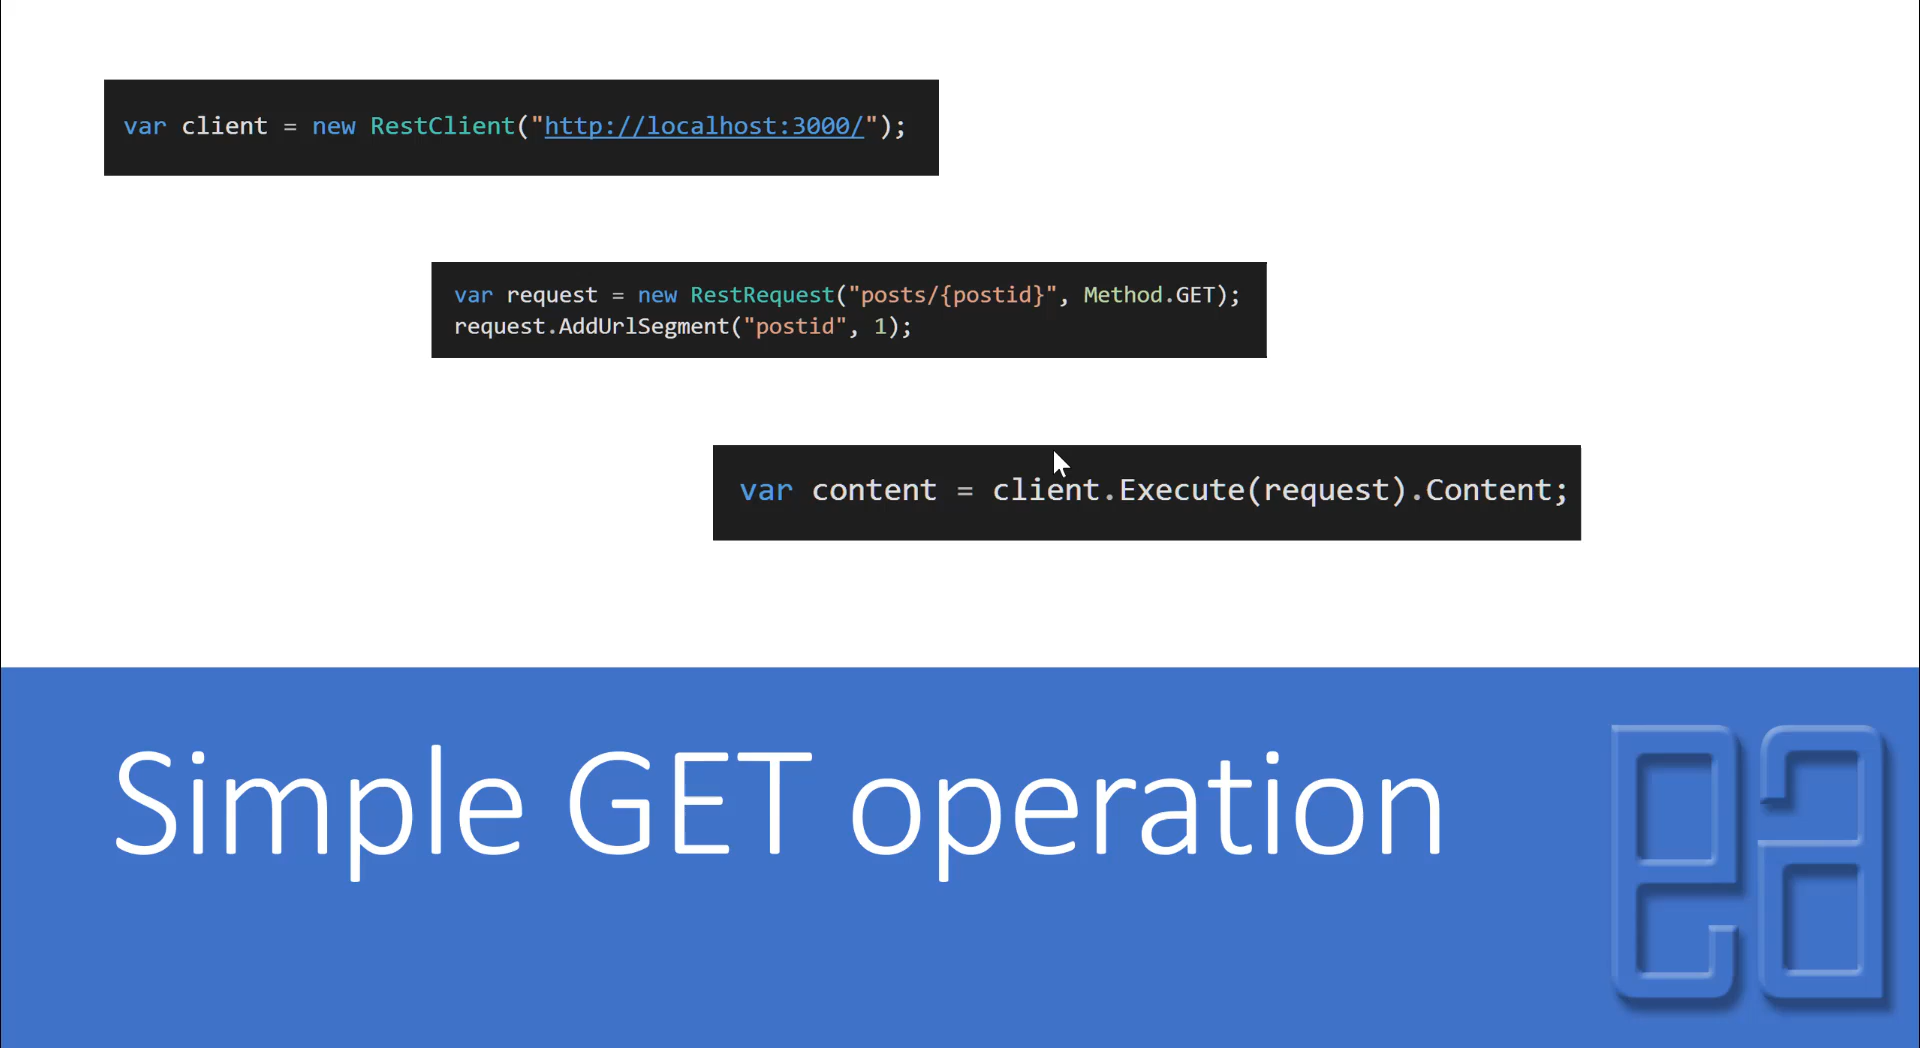 var client = new RestClient("http://localhost:3000/");
var request = new RestRequest("posts/{postid}", Method.GET);
request.AddUrlSegment("postid", 1);
var content = client.Execute(request).Content;
Simple GET operation
ea